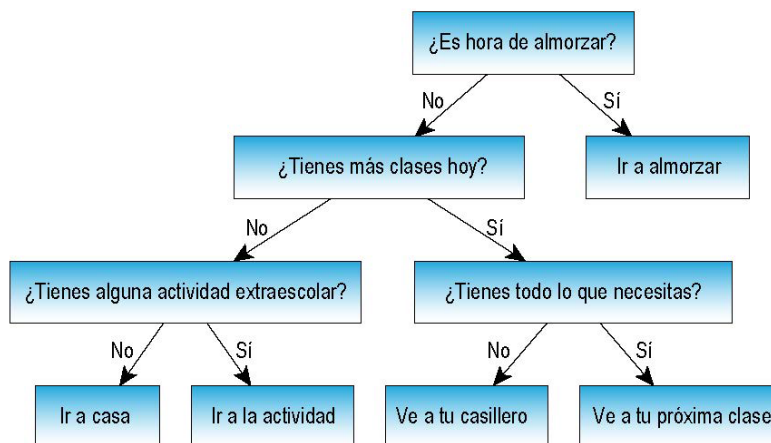 ¿Es hora de almorzar?
No
Sí
¿Tienes más clases hoy?
Ir a almorzar
No
Sí
¿Tienes alguna actividad extraescolar?
¿Tienes todo lo que necesitas?
No
Sí
No
Sí
Ir a casa
Ir a la actividad
Ve a tu casillero
Ve a tu próxima clase